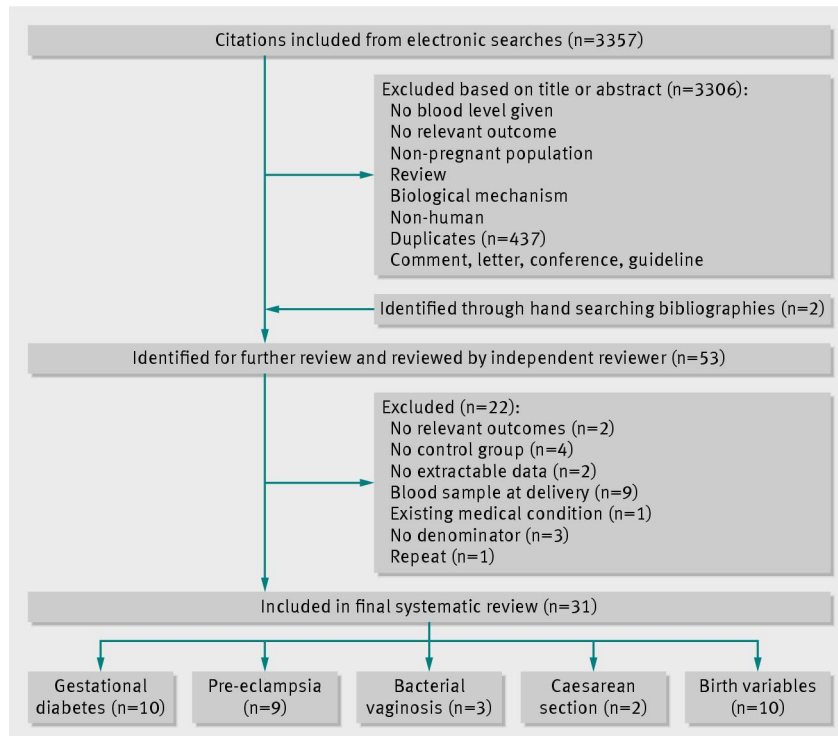 Citations included from electronic searches (n=3357)
Excluded based on title or abstract (n=3306):
No blood level given
No relevant outcome
Non-pregnant population
Review
Biological mechanism
Non-human
Duplicates (n=437)
Comment, letter, conference, guideline
Identified through hand searching bibliographies (n=2)
Identified for further review and reviewed by independent reviewer (n=53)
Excluded (n=22):
No relevant outcomes (n=2)
No control group (n=4)
No extractable data (n=2)
Blood sample at delivery (n=9)
Existing medical condition (n=1)
No denominator (n=3)
Repeat (n=1)
Included in final systematic review (n=31)
Gestational
diabetes (n=10)
Pre-eclampsia
(n=9)
Bacterial
vaginosis (n=3)
Caesarean
section (n=2)
Birth variables
(n=10)